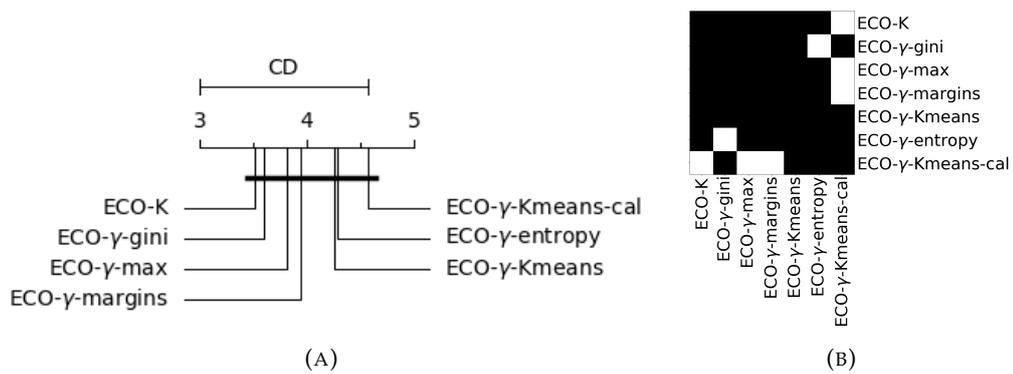 CD
3 4 5
ECO-K
ECO-γ-gini
ECO-γ-max
ECO-γ-margins
ECO-γ-Kmeans-cal
ECO-γ-entropy
ECO-γ-Kmeans
(A)
ECO-K
ECO-γ-gini
ECO-γ-max
ECO-γ-margins
ECO-γ-Kmeans
ECO-γ-entropy
ECO-γ-Kmeans-cal
ECO-K
ECO-γ-gini
ECO-γ-max
ECO-γ-margins
ECO-γ-Kmeans
ECO-γ-entropy
ECO-γ-Kmeans-cal
(B)